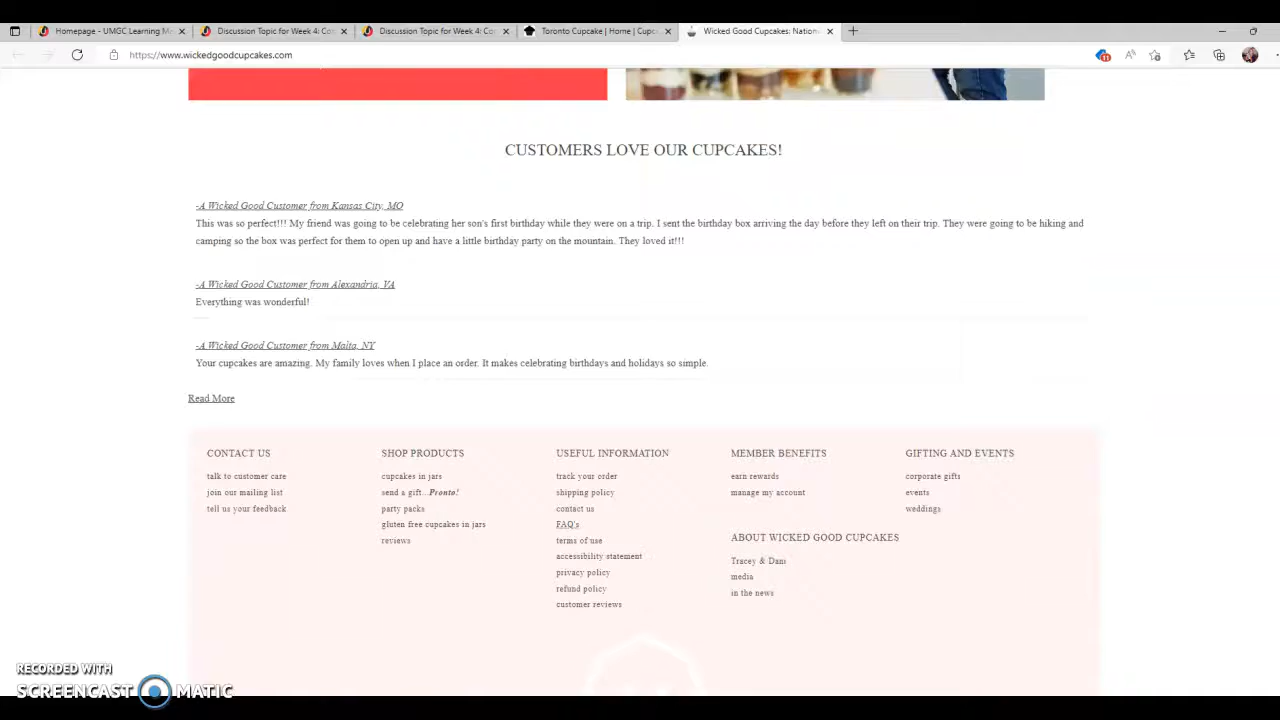 Homepage - UMGC Learning M
Discussion Topic for Week 4: Co
Discussion Topic for Week 4: Co
Toronto Cupcake | Home | Cupc
Wicked Good Cupcakes: Nation
https://www.wickedgoodcupcakes.com
11
CUSTOMERS LOVE OUR CUPCAKES!
-A Wicked Good Customer from Kansas City, MO
This was so perfect!!! My friend was going to be celebrating her son's first birthday while they were on a trip. I sent the birthday box arriving the day before they left on their trip. They were going to be hiking and
camping so the box was perfect for them to open up and have a little birthday party on the mountain. They loved it!!!
-A Wicked Good Customer from Alexandria, VA
Everything was wonderful!
-A Wicked Good Customer from Malta, NY
Your cupcakes are amazing. My family loves when I place an order. It makes celebrating birthdays and holidays so simple.
Read More
CONTACT US
talk to customer care
join our mailing list
tell us your feedback
SHOP PRODUCTS
cupcakes in jars
send a gift...Pronto!
party packs
gluten free cupcakes in jars
reviews
USEFUL INFORMATION
track your order
shipping policy
contact us
FAQ's
terms of use
accessibility statement
privacy policy
refund policy
customer reviews
MEMBER BENEFITS
earn rewards
manage my account
ABOUT WICKED GOOD CUPCAKES
Tracey & Dani
media
in the news
GIFTING AND EVENTS
corporate gifts
events
weddings
RECORDED WITH
SCREENCAST MATIC